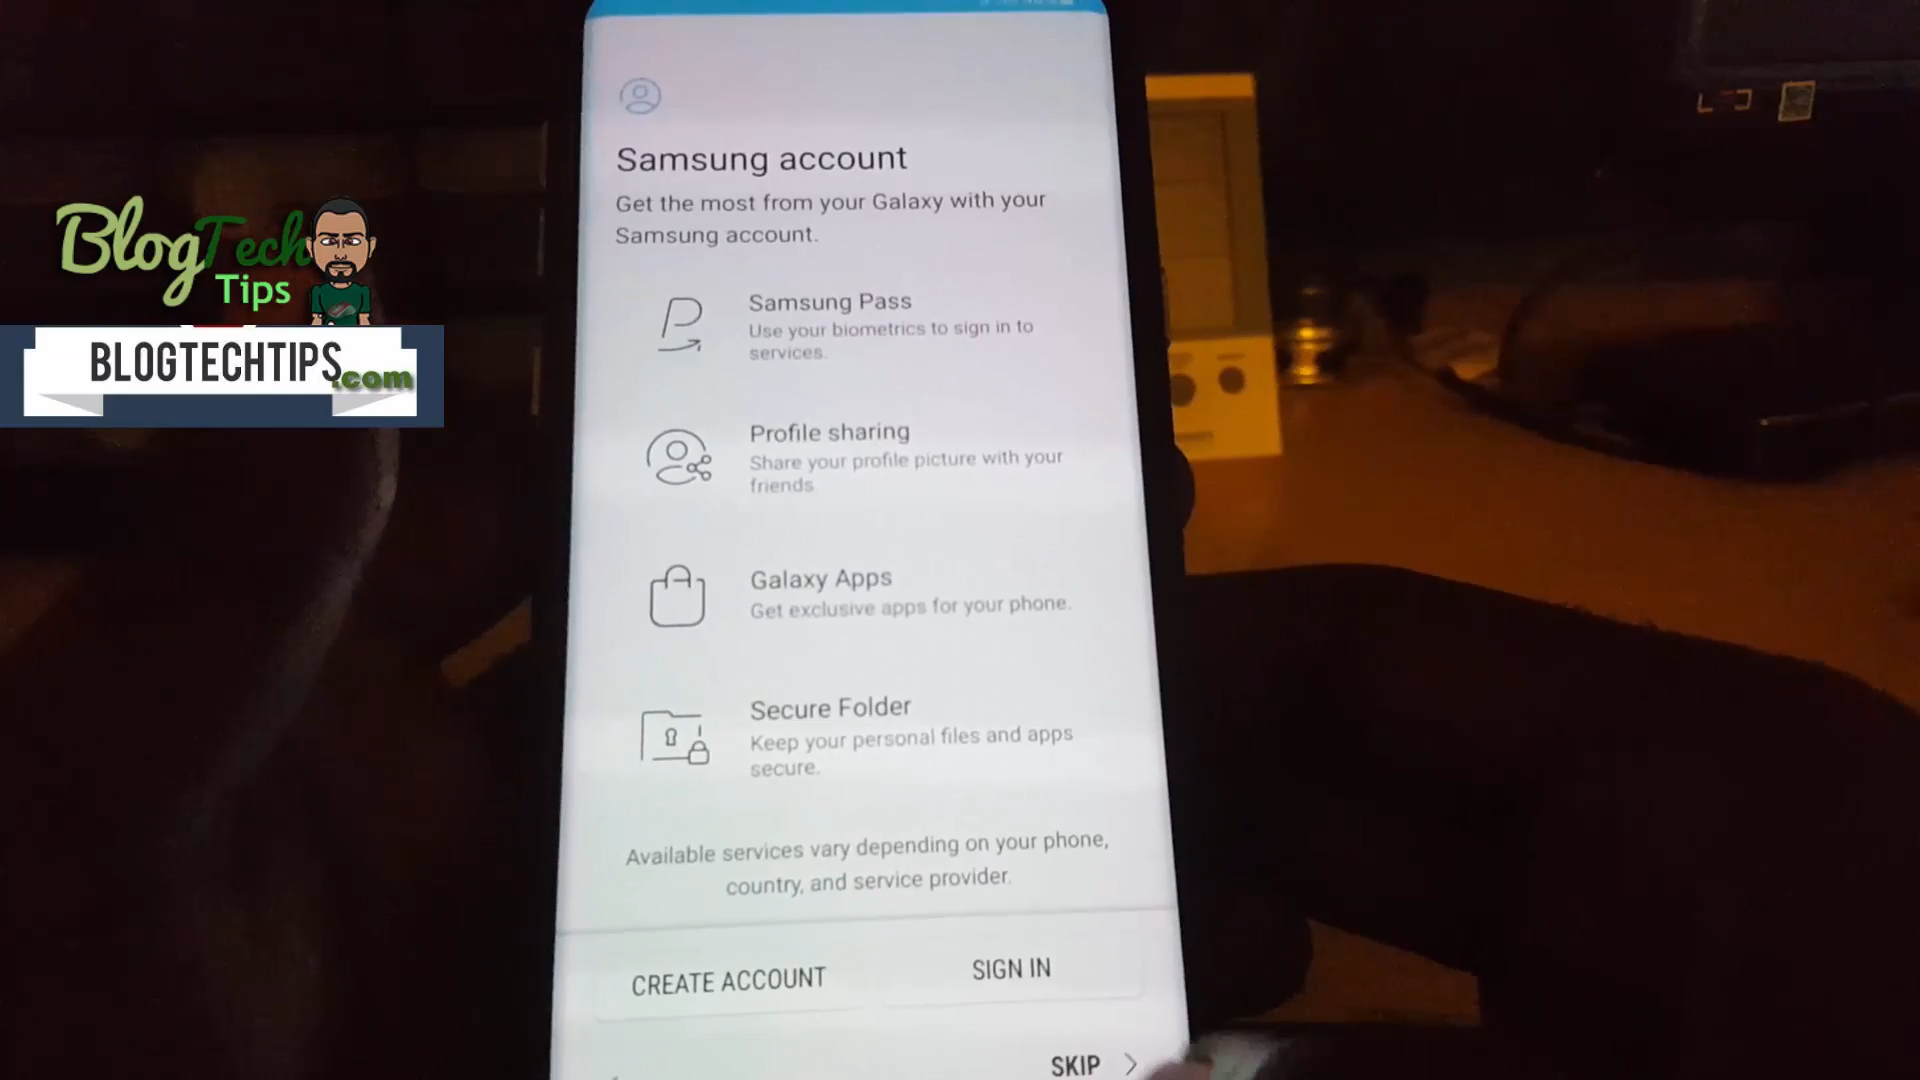 Samsung account
Get the most from your Galaxy with your
Samsung account.
Samsung Pass
Use your biometrics to sign in to
services.
Profile sharing
Share your profile picture with your
friends
Galaxy Apps
Get exclusive apps for your phone.
Secure Folder
Keep your personal files and apps
secure.
Available services vary depending on your phone,
country, and service provider.
CREATE ACCOUNT
SIGN IN
SKIP
BlogTech
Tips
BLOGTECHTIPS.com